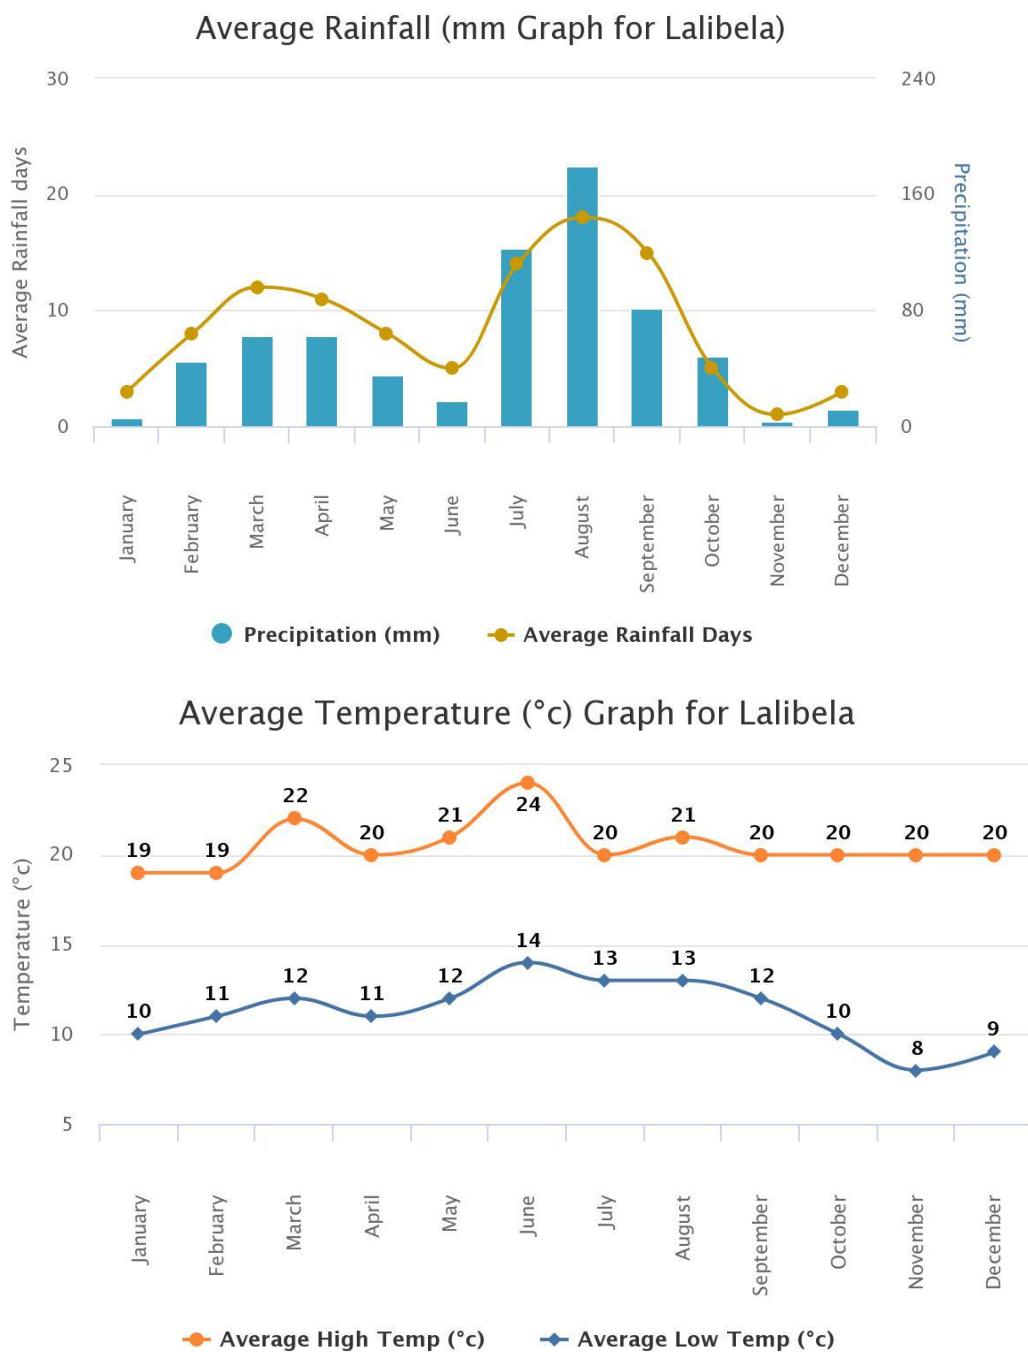 Average Rainfall (mm Graph for Lalibela)
30
240
20
160
10
80
0
0
Average Rainfall days
Precipitation (mm)
January
February
March
April
May
June
July
August
September
October
November
December
Precipitation (mm)
Average Rainfall Days
Average Temperature (°c) Graph for Lalibela
25
20
15
10
5
Temperature (°c)
19
19
22
20
21
24
20
21
20
20
20
20
10
11
12
11
12
14
13
13
12
10
8
9
January
February
March
April
May
June
July
August
September
October
November
December
Average High Temp (°c)
Average Low Temp (°c)